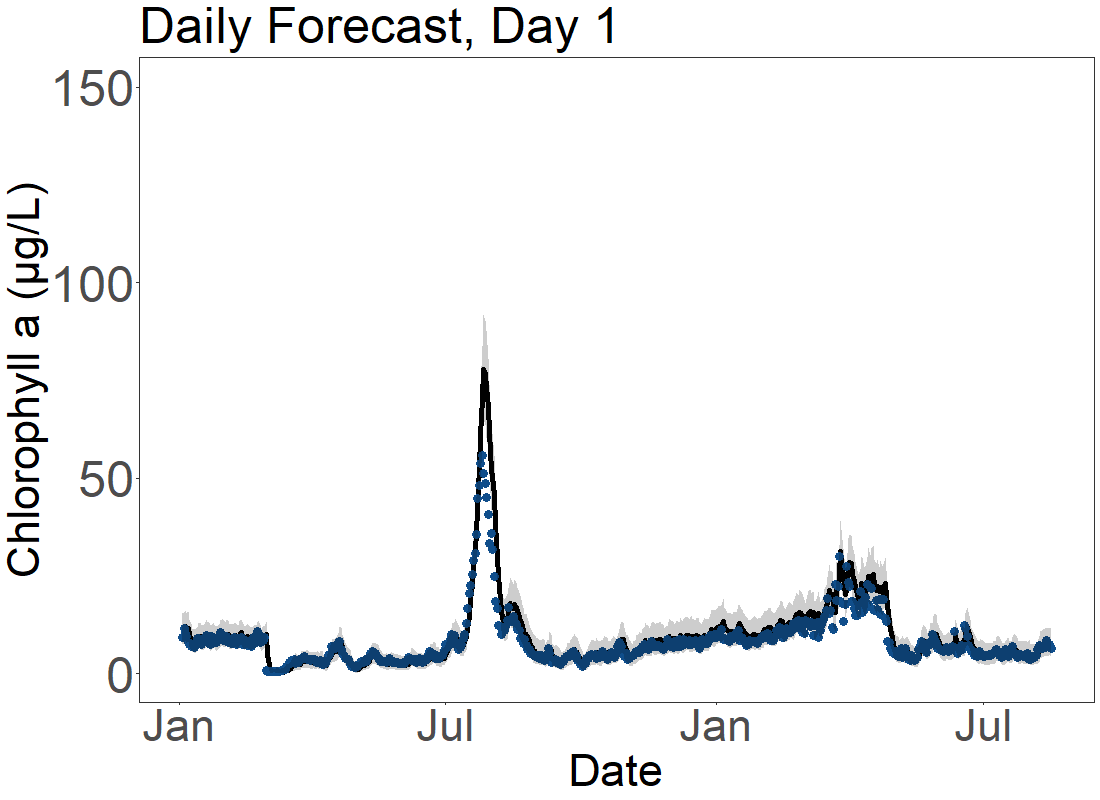 Daily Forecast, Day 1
150
100
50
0
Chlorophyll a (µg/L)
Jan
Jul
Jan
Jul
Date